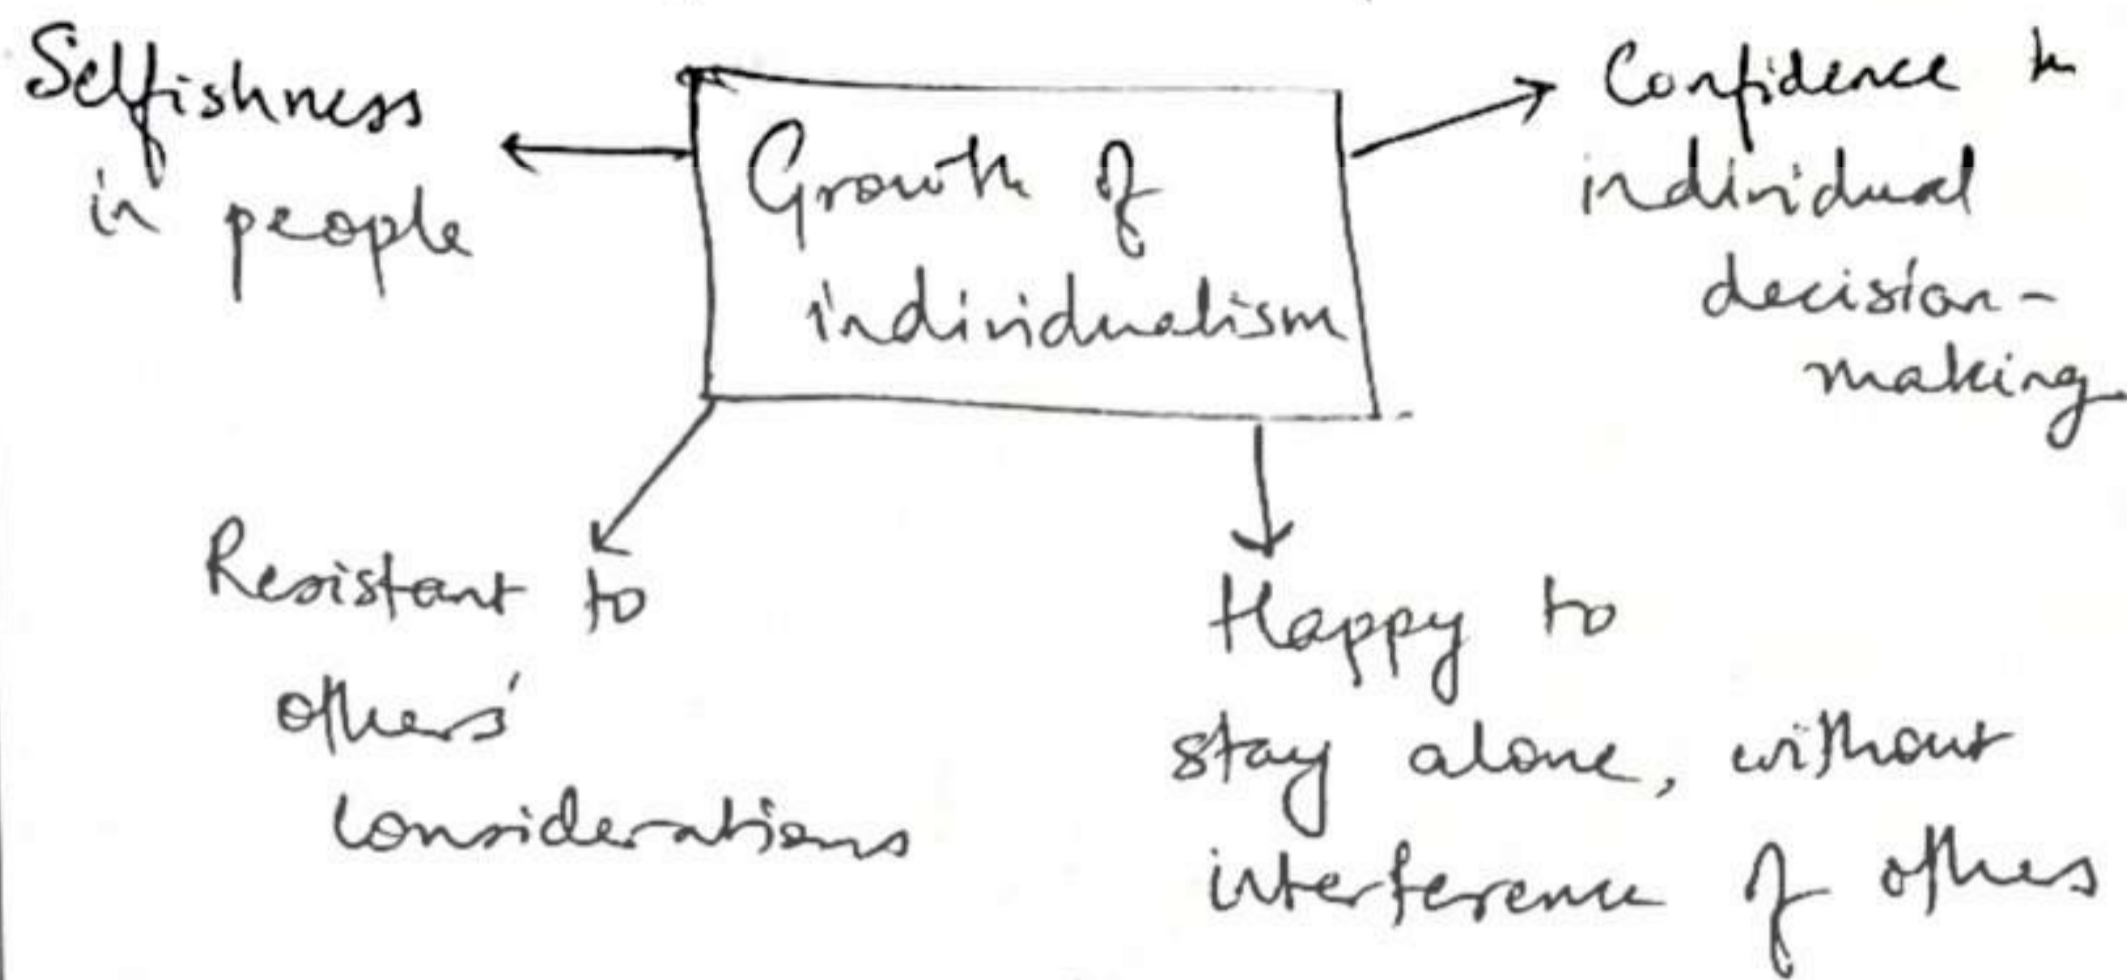 Selfishness
in people
Growth of
individualism
Confidence in
individual
decision-
making
Resistant to
others'
considerations
Happy to
stay alone, without
interference of others